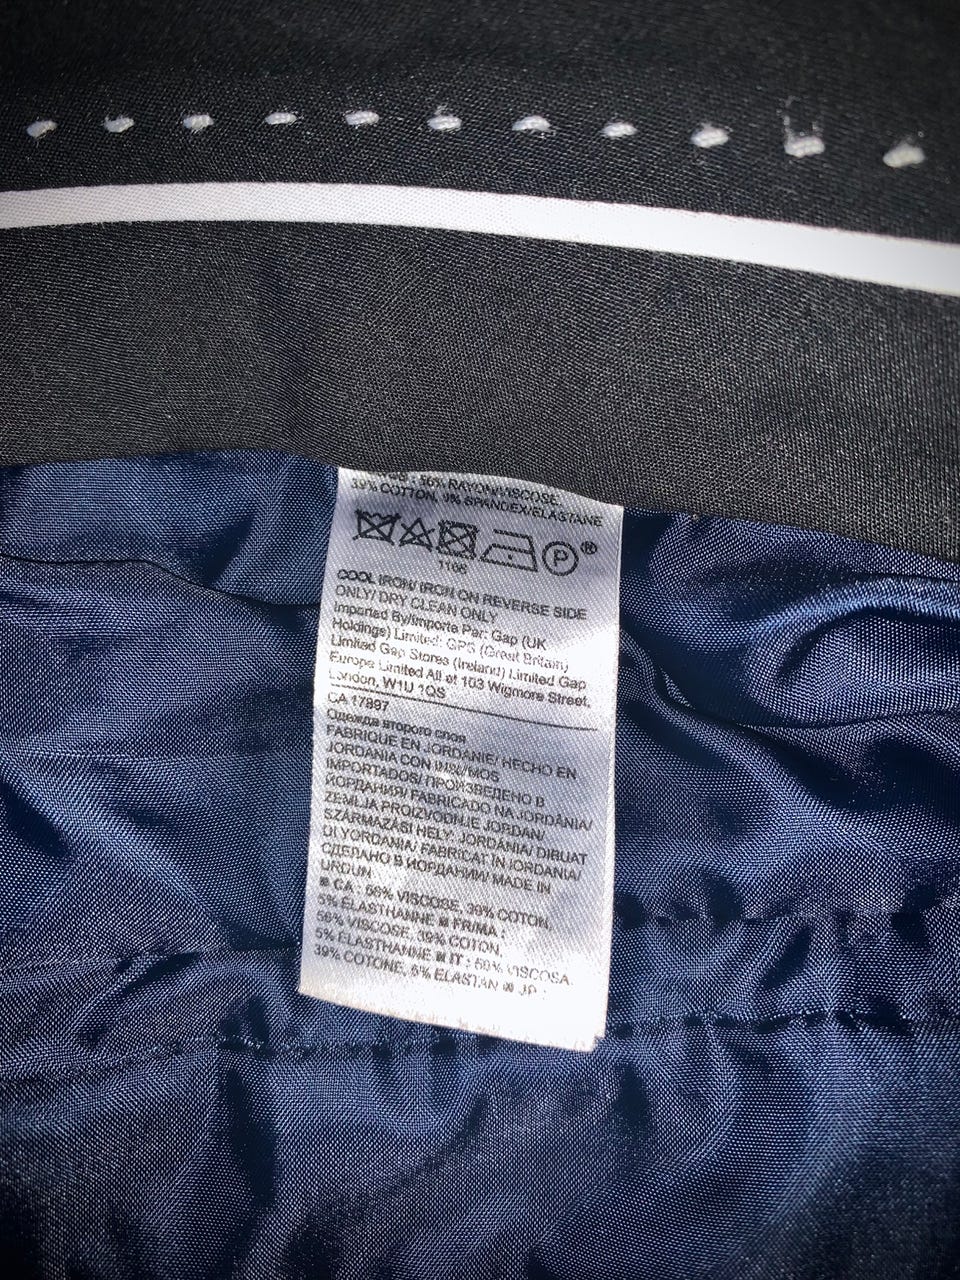 56% RAYON/VISCOSE,
39% COTTON, 5% SPANDEX/ELASTANE
P ®
1166
COOL IRON/ IRON ON REVERSE SIDE
ONLY/ DRY CLEAN ONLY
Imported By/Importe Par: Gap (UK
Holdings) Limited: GPS (Great Britain)
Limited Gap Stores (Ireland) Limited Gap
Europe Limited All at 103 Wigmore Street,
London, W1U 1QS
CA 17897
Одежда второго слоя
FABRIQUE EN JORDANIE/ HECHO EN
JORDANIA CON INSUMOS
IMPORTADOS/ ПРОИЗВЕДЕНО В
ЙОРДАНИЯ/ FABRICADO NA JORDÂNIA/
ZEMLJA PROIZVODNJE JORDAN/
SZÁRMAZÁSI HELY: JORDÁNIA/ DIBUAT
DI YORDANIA/ FABRICAT ÎN IORDANIA/
СДЕЛАНО В ИОРДАНИИ/ MADE IN
URDUN
CA : 56% VISCOSE, 39% COTON,
5% ÉLASTHANNE FR/MA :
56% VISCOSE, 39% COTON,
5% ÉLASTHANNE IT : 56% VISCOSA,
39% COTONE, 5% ELASTAN JP :